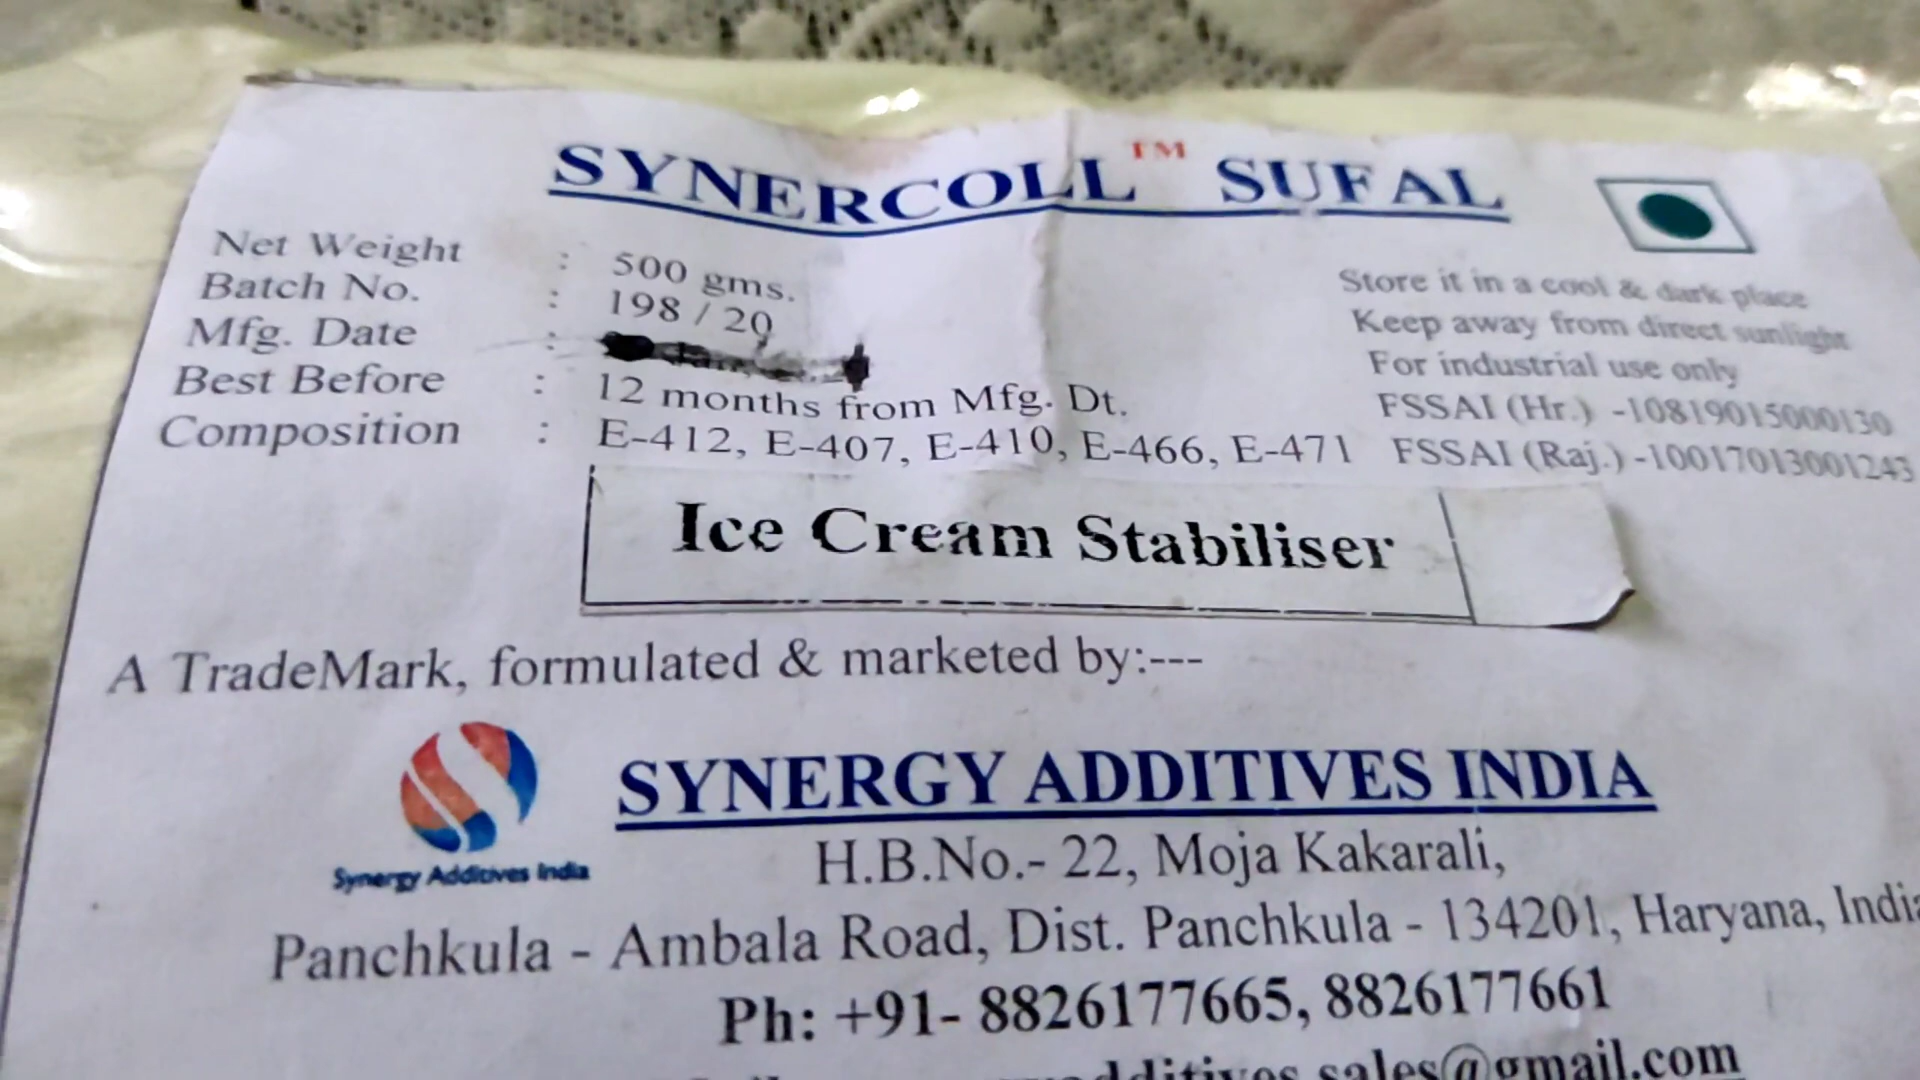 SYNERCOLL™ SUFAL
Net Weight : 500 gms.
Batch No. : 198 / 20
Mfg. Date :
Best Before : 12 months from Mfg. Dt.
Composition : E-412, E-407, E-410, E-466, E-471
Store it in a cool & dark place
Keep away from direct sunlight
For industrial use only
FSSAI (Hr.) -10819015000130
FSSAI (Raj.) -10017013001243
Ice Cream Stabiliser
A TradeMark, formulated & marketed by:---
Synergy Additives India
SYNERGY ADDITIVES INDIA
H.B.No.- 22, Moja Kakarali,
Panchkula - Ambala Road, Dist. Panchkula - 134201, Haryana, India
Ph: +91- 8826177665, 8826177661
sales@gmail.com